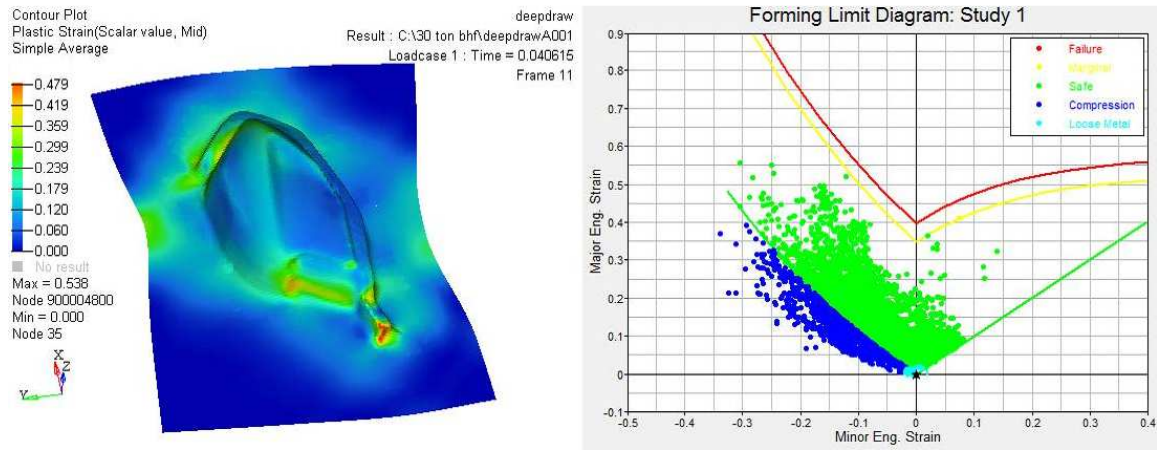 Contour Plot
Plastic Strain(Scalar value, Mid)
Simple Average
deepdraw
Result : C:\30 ton bhf\deepdrawA001
Loadcase 1 : Time = 0.040615
Frame 11
0.479
0.419
0.359
0.299
0.239
0.179
0.120
0.060
0.000
No result
Max = 0.538
Node 900004800
Min = 0.000
Node 35
X
Z
Y
Forming Limit Diagram: Study 1
Failure
Marginal
Safe
Compression
Loose Metal
Major Eng. Strain
0.9
0.8
0.7
0.6
0.5
0.4
0.3
0.2
0.1
0
-0.1
-0.5
-0.4
-0.3
-0.2
-0.1
0
0.1
0.2
0.3
0.4
Minor Eng. Strain